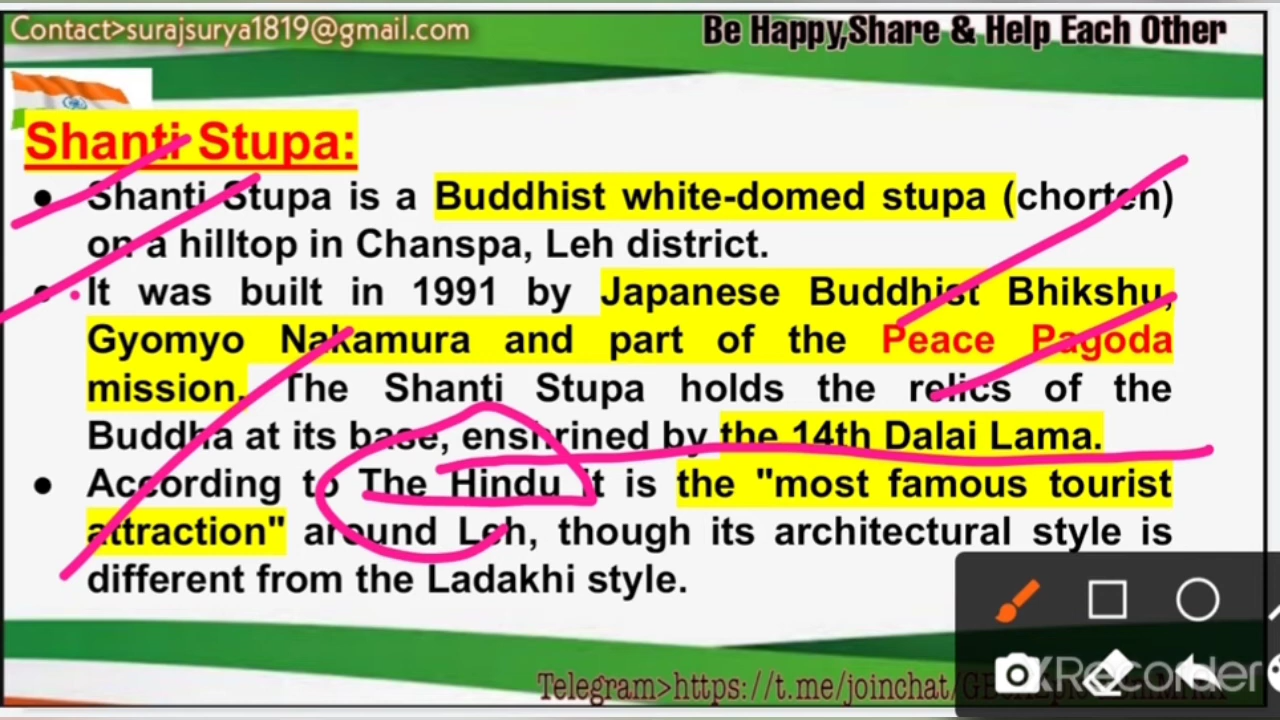 Contact>surajsurya1819@gmail.com
Be Happy,Share & Help Each Other
Shanti Stupa:
● Shanti Stupa is a Buddhist white-domed stupa (chorten)
on a hilltop in Chanspa, Leh district.
● It was built in 1991 by Japanese Buddhist Bhikshu,
Gyomyo Nakamura and part of the Peace Pagoda
mission. The Shanti Stupa holds the relics of the
Buddha at its base, enshrined by the 14th Dalai Lama.
● According to The Hindu it is the "most famous tourist
attraction" around Leh, though its architectural style is
different from the Ladakhi style.
Telegram>https://t.me/joinchat/
XRecorder